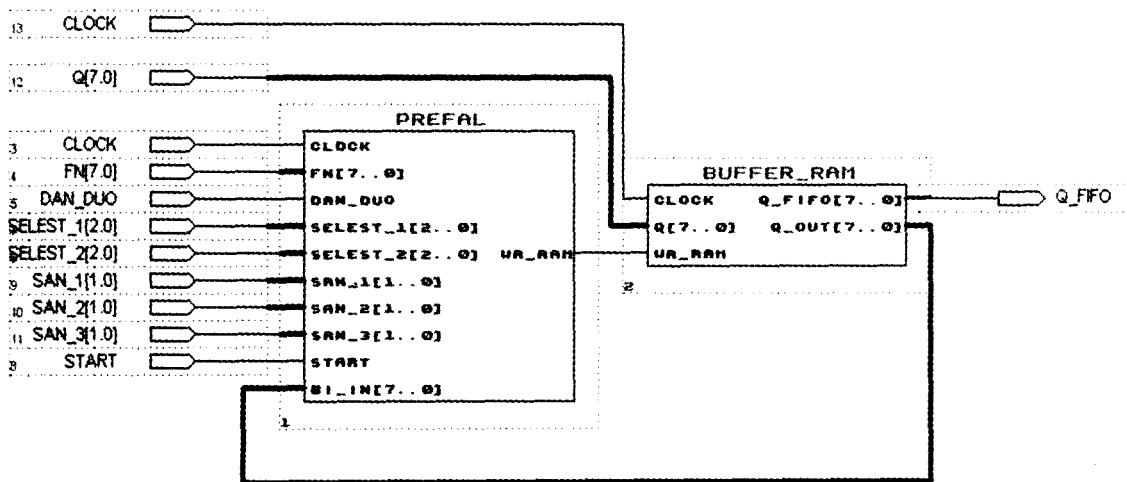 13 CLOCK
12 Q[7.0]
PREFAL
3 CLOCK
CLOCK
4 FN[7.0]
FN[7..0]
5 DAN_DUO
DAN_DUO
SELEST_1[2.0]
SELEST_1[2..0]
SELEST_2[2.0]
SELEST_2[2..0] WR_RAM
9 SAN_1[1.0]
SAN_1[1..0]
10 SAN_2[1.0]
SAN_2[1..0]
11 SAN_3[1.0]
SAN_3[1..0]
8 START
START
BI_IN[7..0]
1
BUFFER_RAM
CLOCK Q_FIFO[7..0]
Q_FIFO
Q[7..0] Q_OUT[7..0]
WR_RAM
2